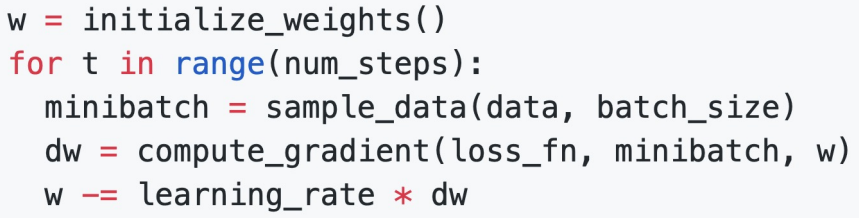 w = initialize_weights()
for t in range(num_steps):
  minibatch = sample_data(data, batch_size)
  dw = compute_gradient(loss_fn, minibatch, w)
  w -= learning_rate * dw